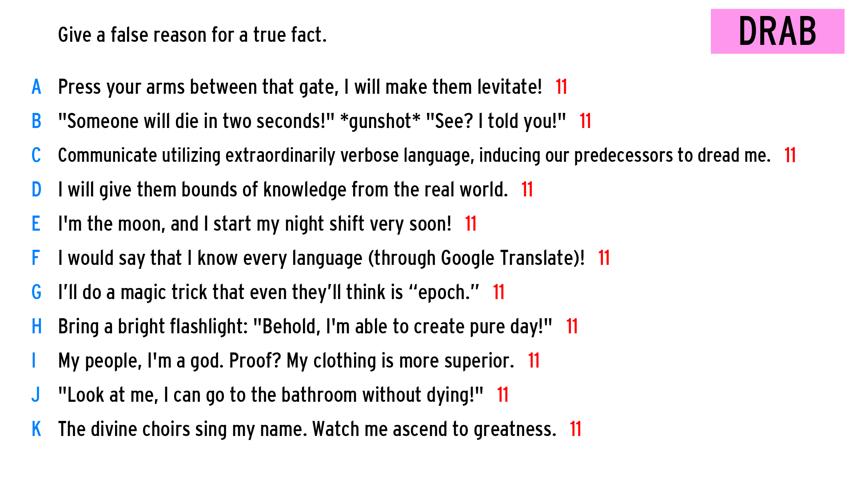 Give a false reason for a true fact.
DRAB
A Press your arms between that gate, I will make them levitate! 11
B "Someone will die in two seconds!" *gunshot* "See? I told you!" 11
C Communicate utilizing extraordinarily verbose language, inducing our predecessors to dread me. 11
D I will give them bounds of knowledge from the real world. 11
E I'm the moon, and I start my night shift very soon! 11
F I would say that I know every language (through Google Translate)! 11
G I’ll do a magic trick that even they’ll think is “epoch.” 11
H Bring a bright flashlight: "Behold, I'm able to create pure day!" 11
I My people, I'm a god. Proof? My clothing is more superior. 11
J "Look at me, I can go to the bathroom without dying!" 11
K The divine choirs sing my name. Watch me ascend to greatness. 11